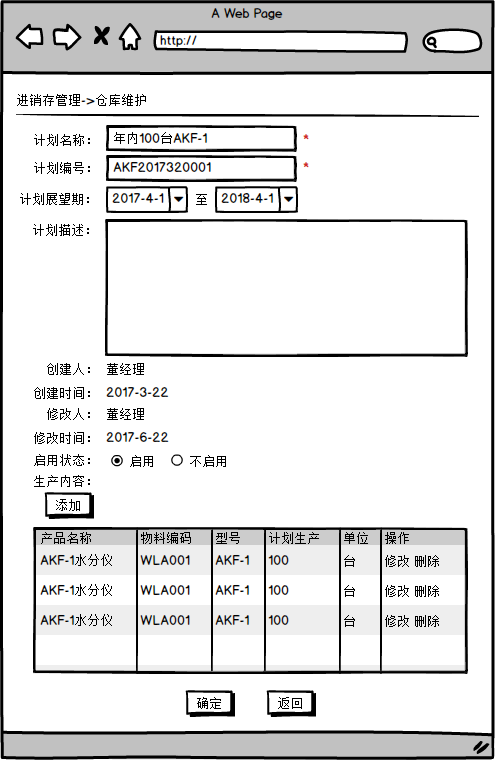 A Web Page
http://
进销存管理->仓库维护
计划名称： 年内100台AKF-1 *
计划编号： AKF2017320001 *
计划展望期： 2017-4-1 至 2018-4-1
计划描述：
创建人： 董经理
创建时间： 2017-3-22
修改人： 董经理
修改时间： 2017-6-22
启用状态： 启用 不启用
生产内容：
添加
产品名称 物料编码 型号 计划生产 单位 操作
AKF-1水分仪 WLA001 AKF-1 100 台 修改 删除
AKF-1水分仪 WLA001 AKF-1 100 台 修改 删除
AKF-1水分仪 WLA001 AKF-1 100 台 修改 删除
确定 返回